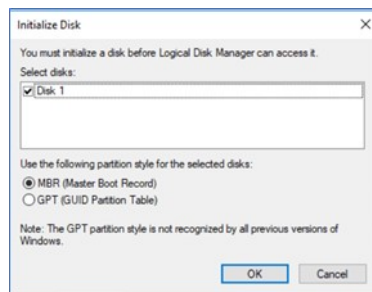 Initialize Disk
You must initialize a disk before Logical Disk Manager can access it.
Select disks:
Disk 1
Use the following partition style for the selected disks:
MBR (Master Boot Record)
GPT (GUID Partition Table)
Note: The GPT partition style is not recognized by all previous versions of
Windows.
OK
Cancel